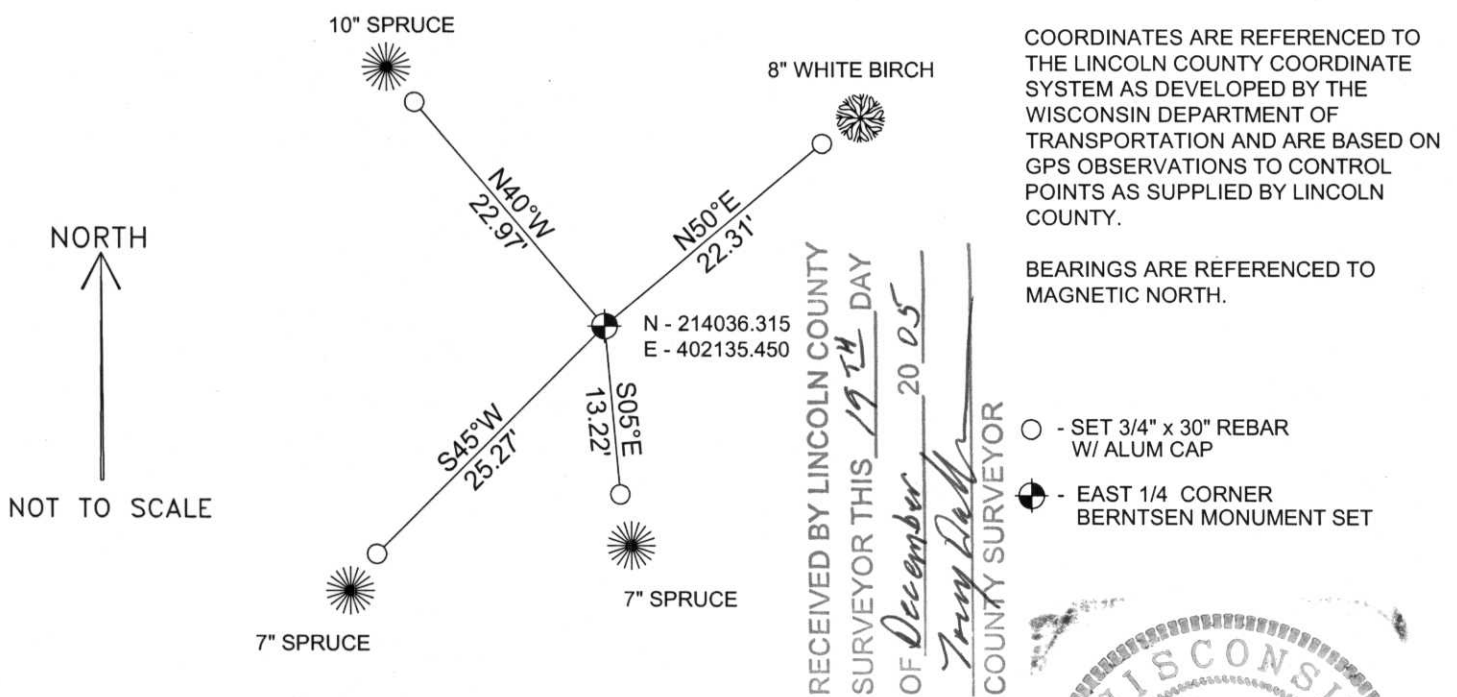 10" SPRUCE
8" WHITE BIRCH
COORDINATES ARE REFERENCED TO
THE LINCOLN COUNTY COORDINATE
SYSTEM AS DEVELOPED BY THE
WISCONSIN DEPARTMENT OF
TRANSPORTATION AND ARE BASED ON
GPS OBSERVATIONS TO CONTROL
POINTS AS SUPPLIED BY LINCOLN
COUNTY.
BEARINGS ARE REFERENCED TO
MAGNETIC NORTH.
NORTH
NOT TO SCALE
N40°W
22.97'
N50°E
22.31'
N - 214036.315
E - 402135.450
S45°W
25.27'
S05°E
13.22'
7" SPRUCE
7" SPRUCE
RECEIVED BY LINCOLN COUNTY
SURVEYOR THIS 19TH DAY
OF December 2005
COUNTY SURVEYOR
- SET 3/4" x 30" REBAR
W/ ALUM CAP
- EAST 1/4 CORNER
BERNTSEN MONUMENT SET
WISCONSI